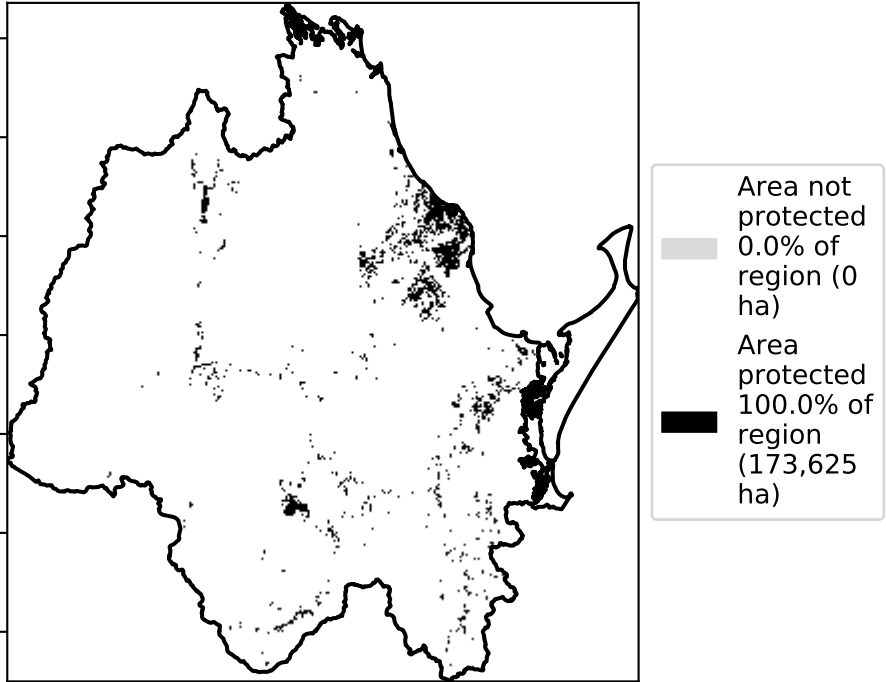 Area not
protected
0.0% of
region (0
ha)
Area
protected
100.0% of
region
(173,625
ha)